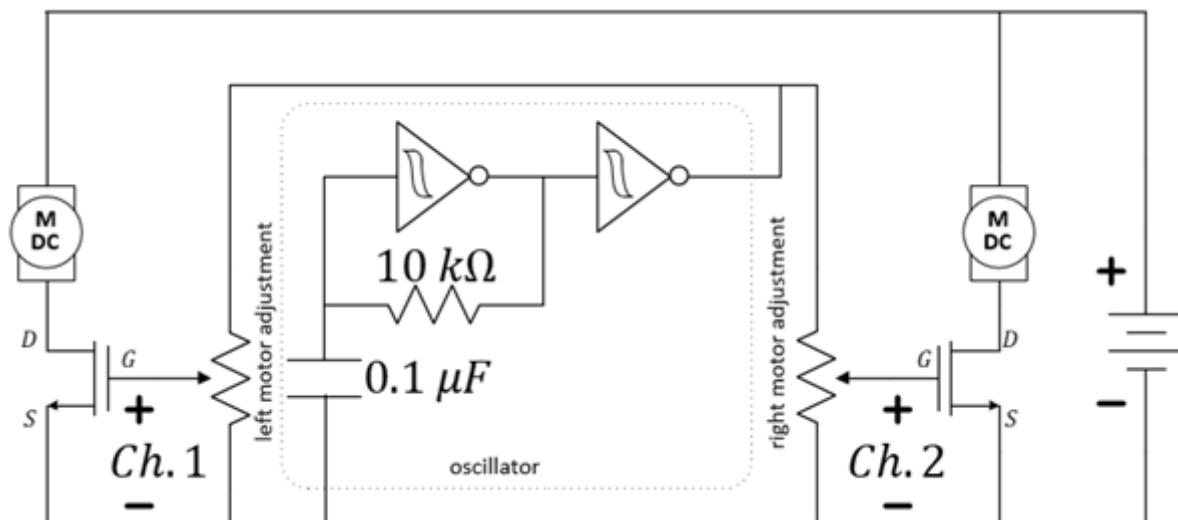 M
DC
D
G
S
+
Ch. 1
−
left motor adjustment
10 kΩ
0.1 μF
oscillator
right motor adjustment
M
DC
D
G
S
+
Ch. 2
−
+
−